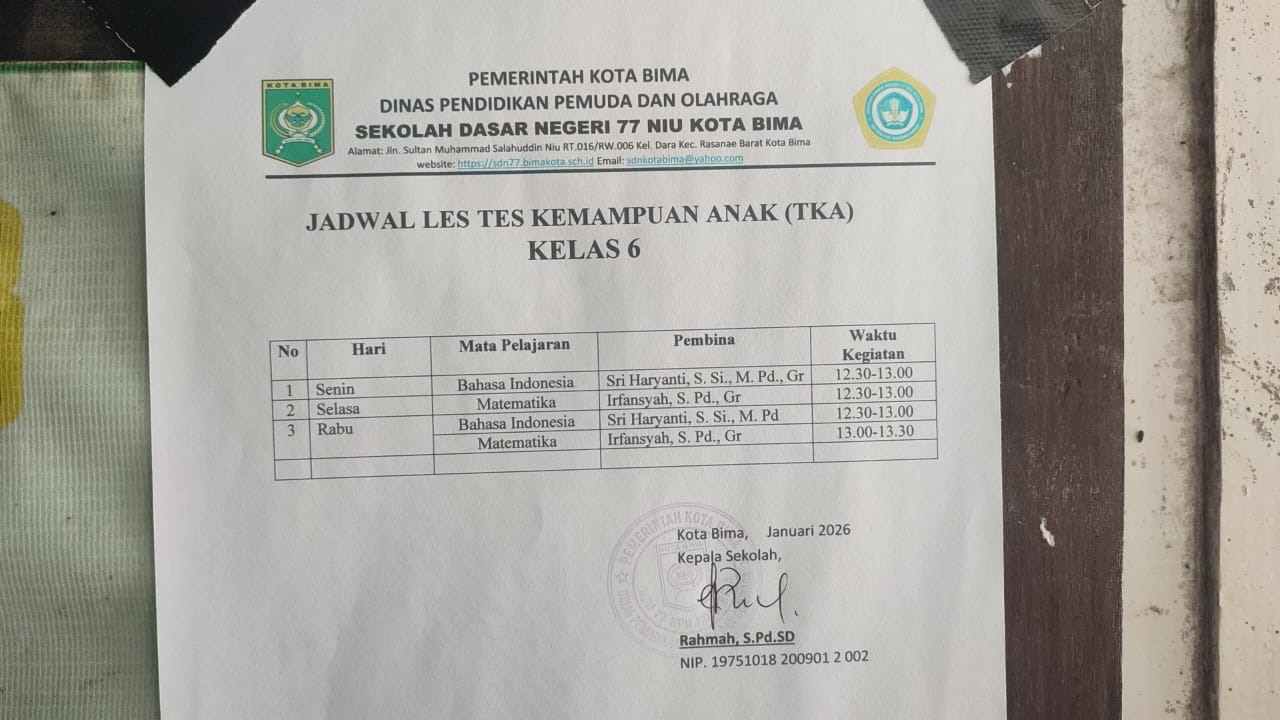 KOTA BIMA
PEMERINTAH KOTA BIMA
DINAS PENDIDIKAN PEMUDA DAN OLAHRAGA
SEKOLAH DASAR NEGERI 77 NIU KOTA BIMA
Alamat: Jln. Sultan Muhammad Salahuddin Niu RT.016/RW.006 Kel. Dara Kec. Rasanae Barat Kota Bima
website: https://sdn77.bimakota.sch.id Email: sdnkotabima@yahoo.com
JADWAL LES TES KEMAMPUAN ANAK (TKA)
KELAS 6
No Hari Mata Pelajaran Pembina Waktu Kegiatan
1 Senin Bahasa Indonesia Sri Haryanti, S. Si., M. Pd., Gr 12.30-13.00
2 Selasa Matematika Irfansyah, S. Pd., Gr 12.30-13.00
3 Rabu Bahasa Indonesia Sri Haryanti, S. Si., M. Pd 12.30-13.00
Matematika Irfansyah, S. Pd., Gr 13.00-13.30
PEMERINTAH KOTA BIMA
KOTA BIMA
Kota Bima, Januari 2026
Kepala Sekolah,
Rahmah, S.Pd.SD
NIP. 19751018 200901 2 002